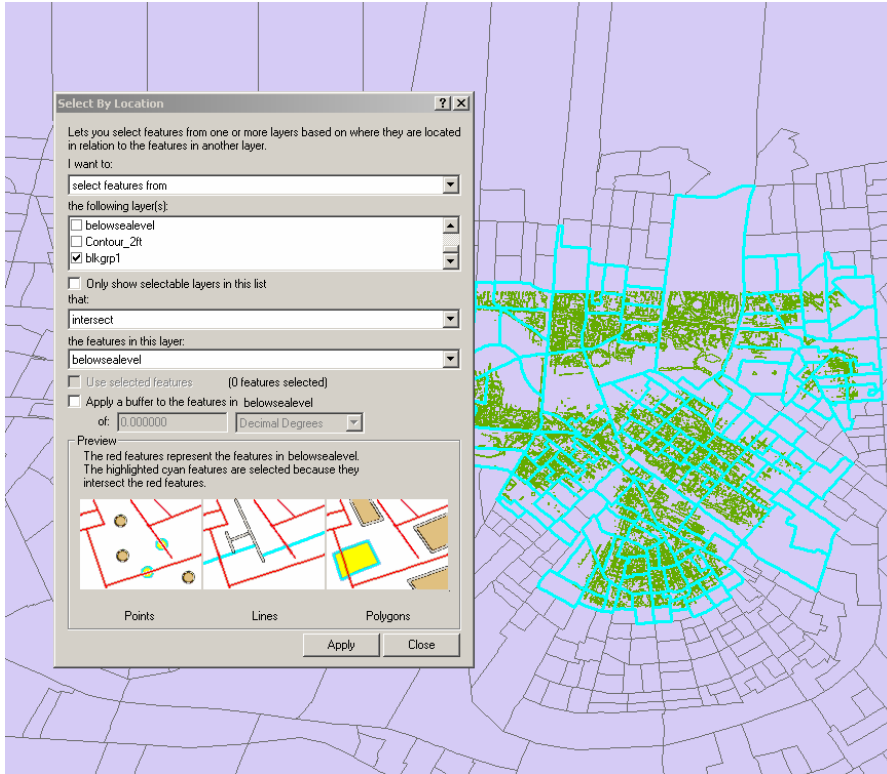 Select By Location
Lets you select features from one or more layers based on where they are located
in relation to the features in another layer.
I want to:
select features from
the following layer(s):
belowsealevel
Contour_2ft
blkgrp1
Only show selectable layers in this list
that:
intersect
the features in this layer:
belowsealevel
Use selected features (0 features selected)
Apply a buffer to the features in belowsealevel
of: 0.000000 Decimal Degrees
Preview
The red features represent the features in belowsealevel.
The highlighted cyan features are selected because they
intersect the red features.
Points Lines Polygons
Apply Close